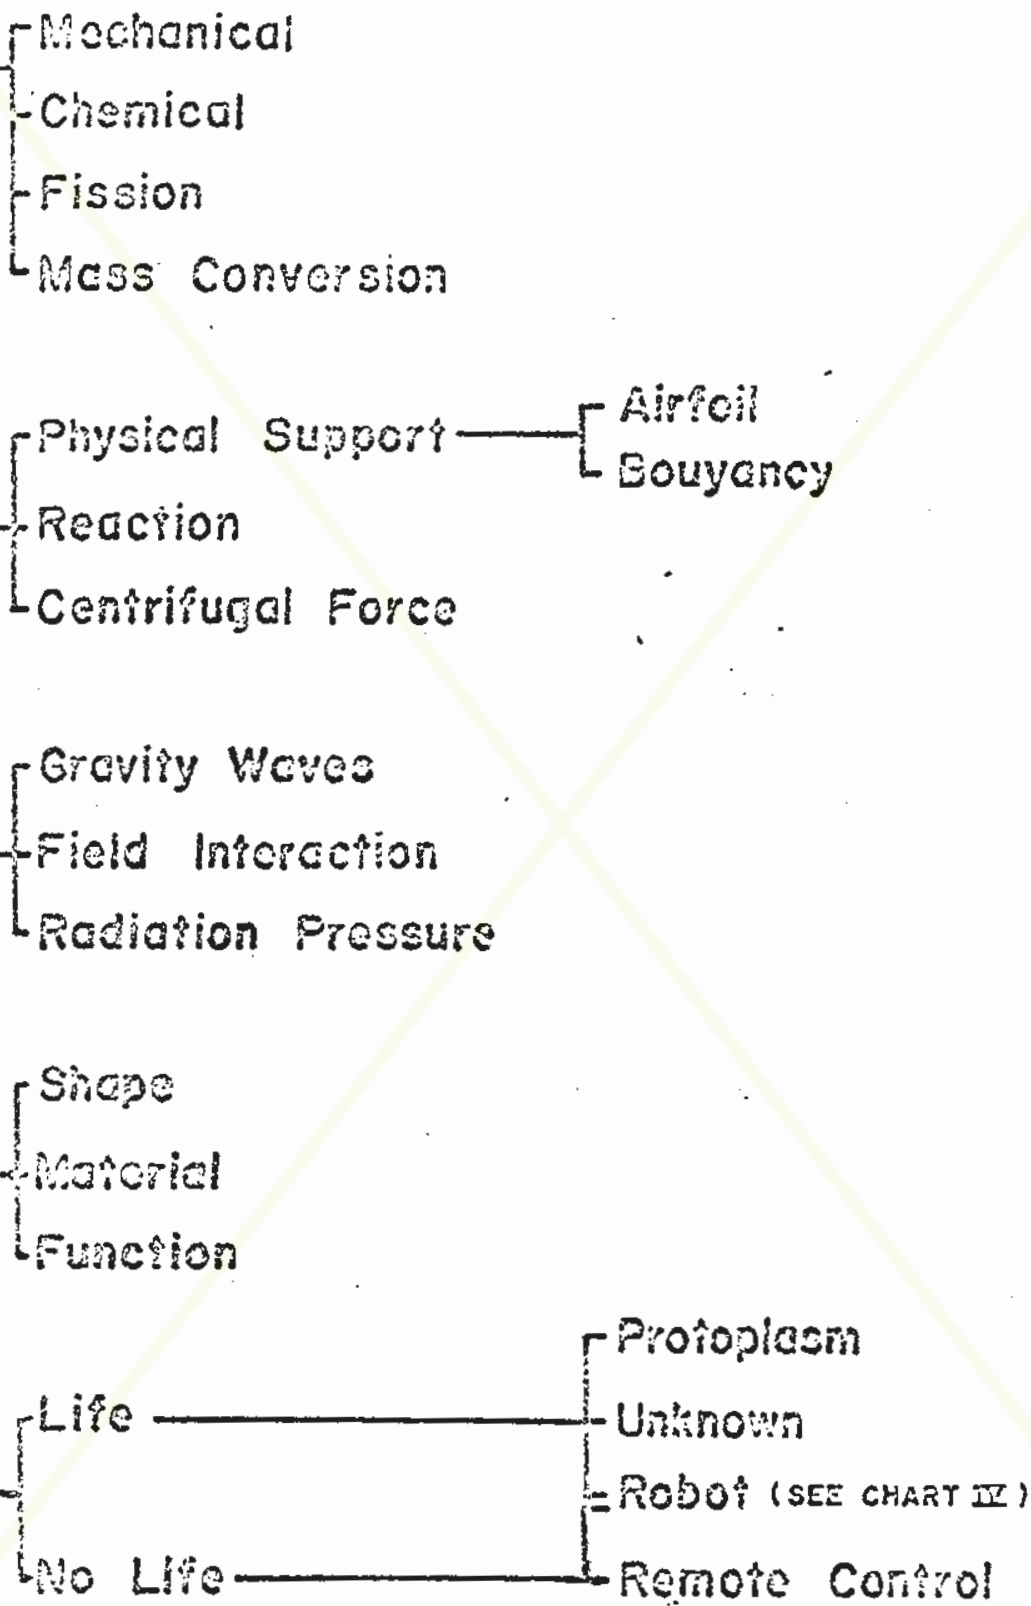 Mechanical
Chemical
Fission
Mass Conversion
Physical Support
Airfoil
Bouyancy
Reaction
Centrifugal Force
Gravity Waves
Field Interaction
Radiation Pressure
Shape
Material
Function
Protoplasm
Life
Unknown
Robot (SEE CHART IV)
No Life
Remote Control